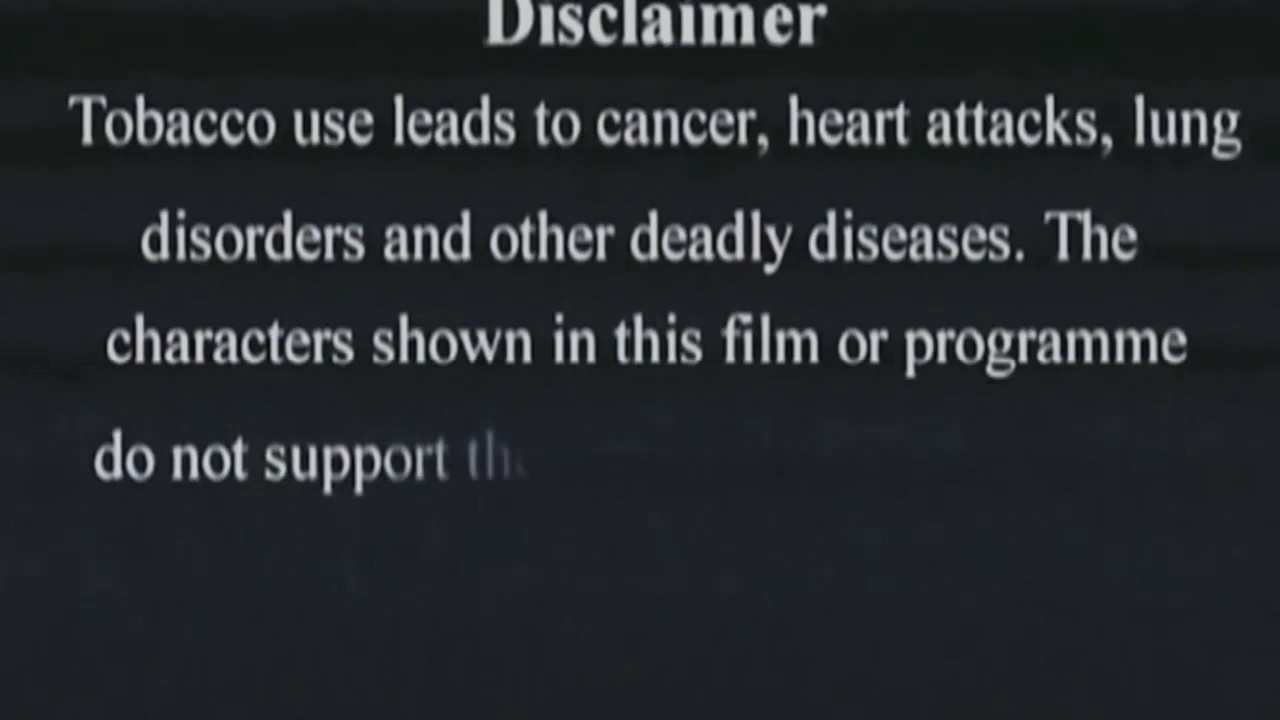 Disclaimer
Tobacco use leads to cancer, heart attacks, lung
disorders and other deadly diseases. The
characters shown in this film or programme
do not support